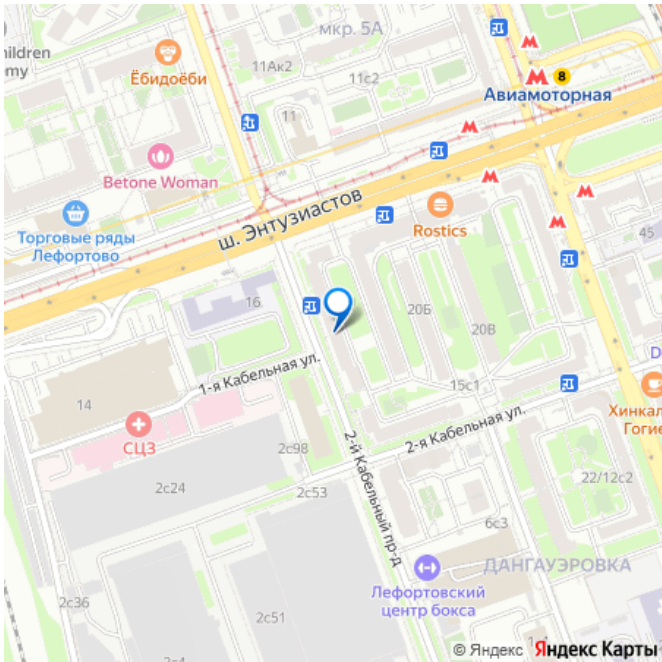 мкр. 5А
hildren
my
Ёбидоёби
11Ак2
11с2
8
Авиамоторная
11
Betone Woman
ш. Энтузиастов
Rostics
Торговые ряды
Лефортово
45
16
20Б
20В
1-я Кабельная ул.
15с1
D
14
СЦЗ
2-я Кабельная ул.
Хинкал
Гогие
2с98
2-й Кабельный пр-д
2с24
2с53
22/12с2
6с3
ДАНГАУЭРОВКА
Лефортовский
центр бокса
2с36
2с51
2с4
© Яндекс Яндекс Карты